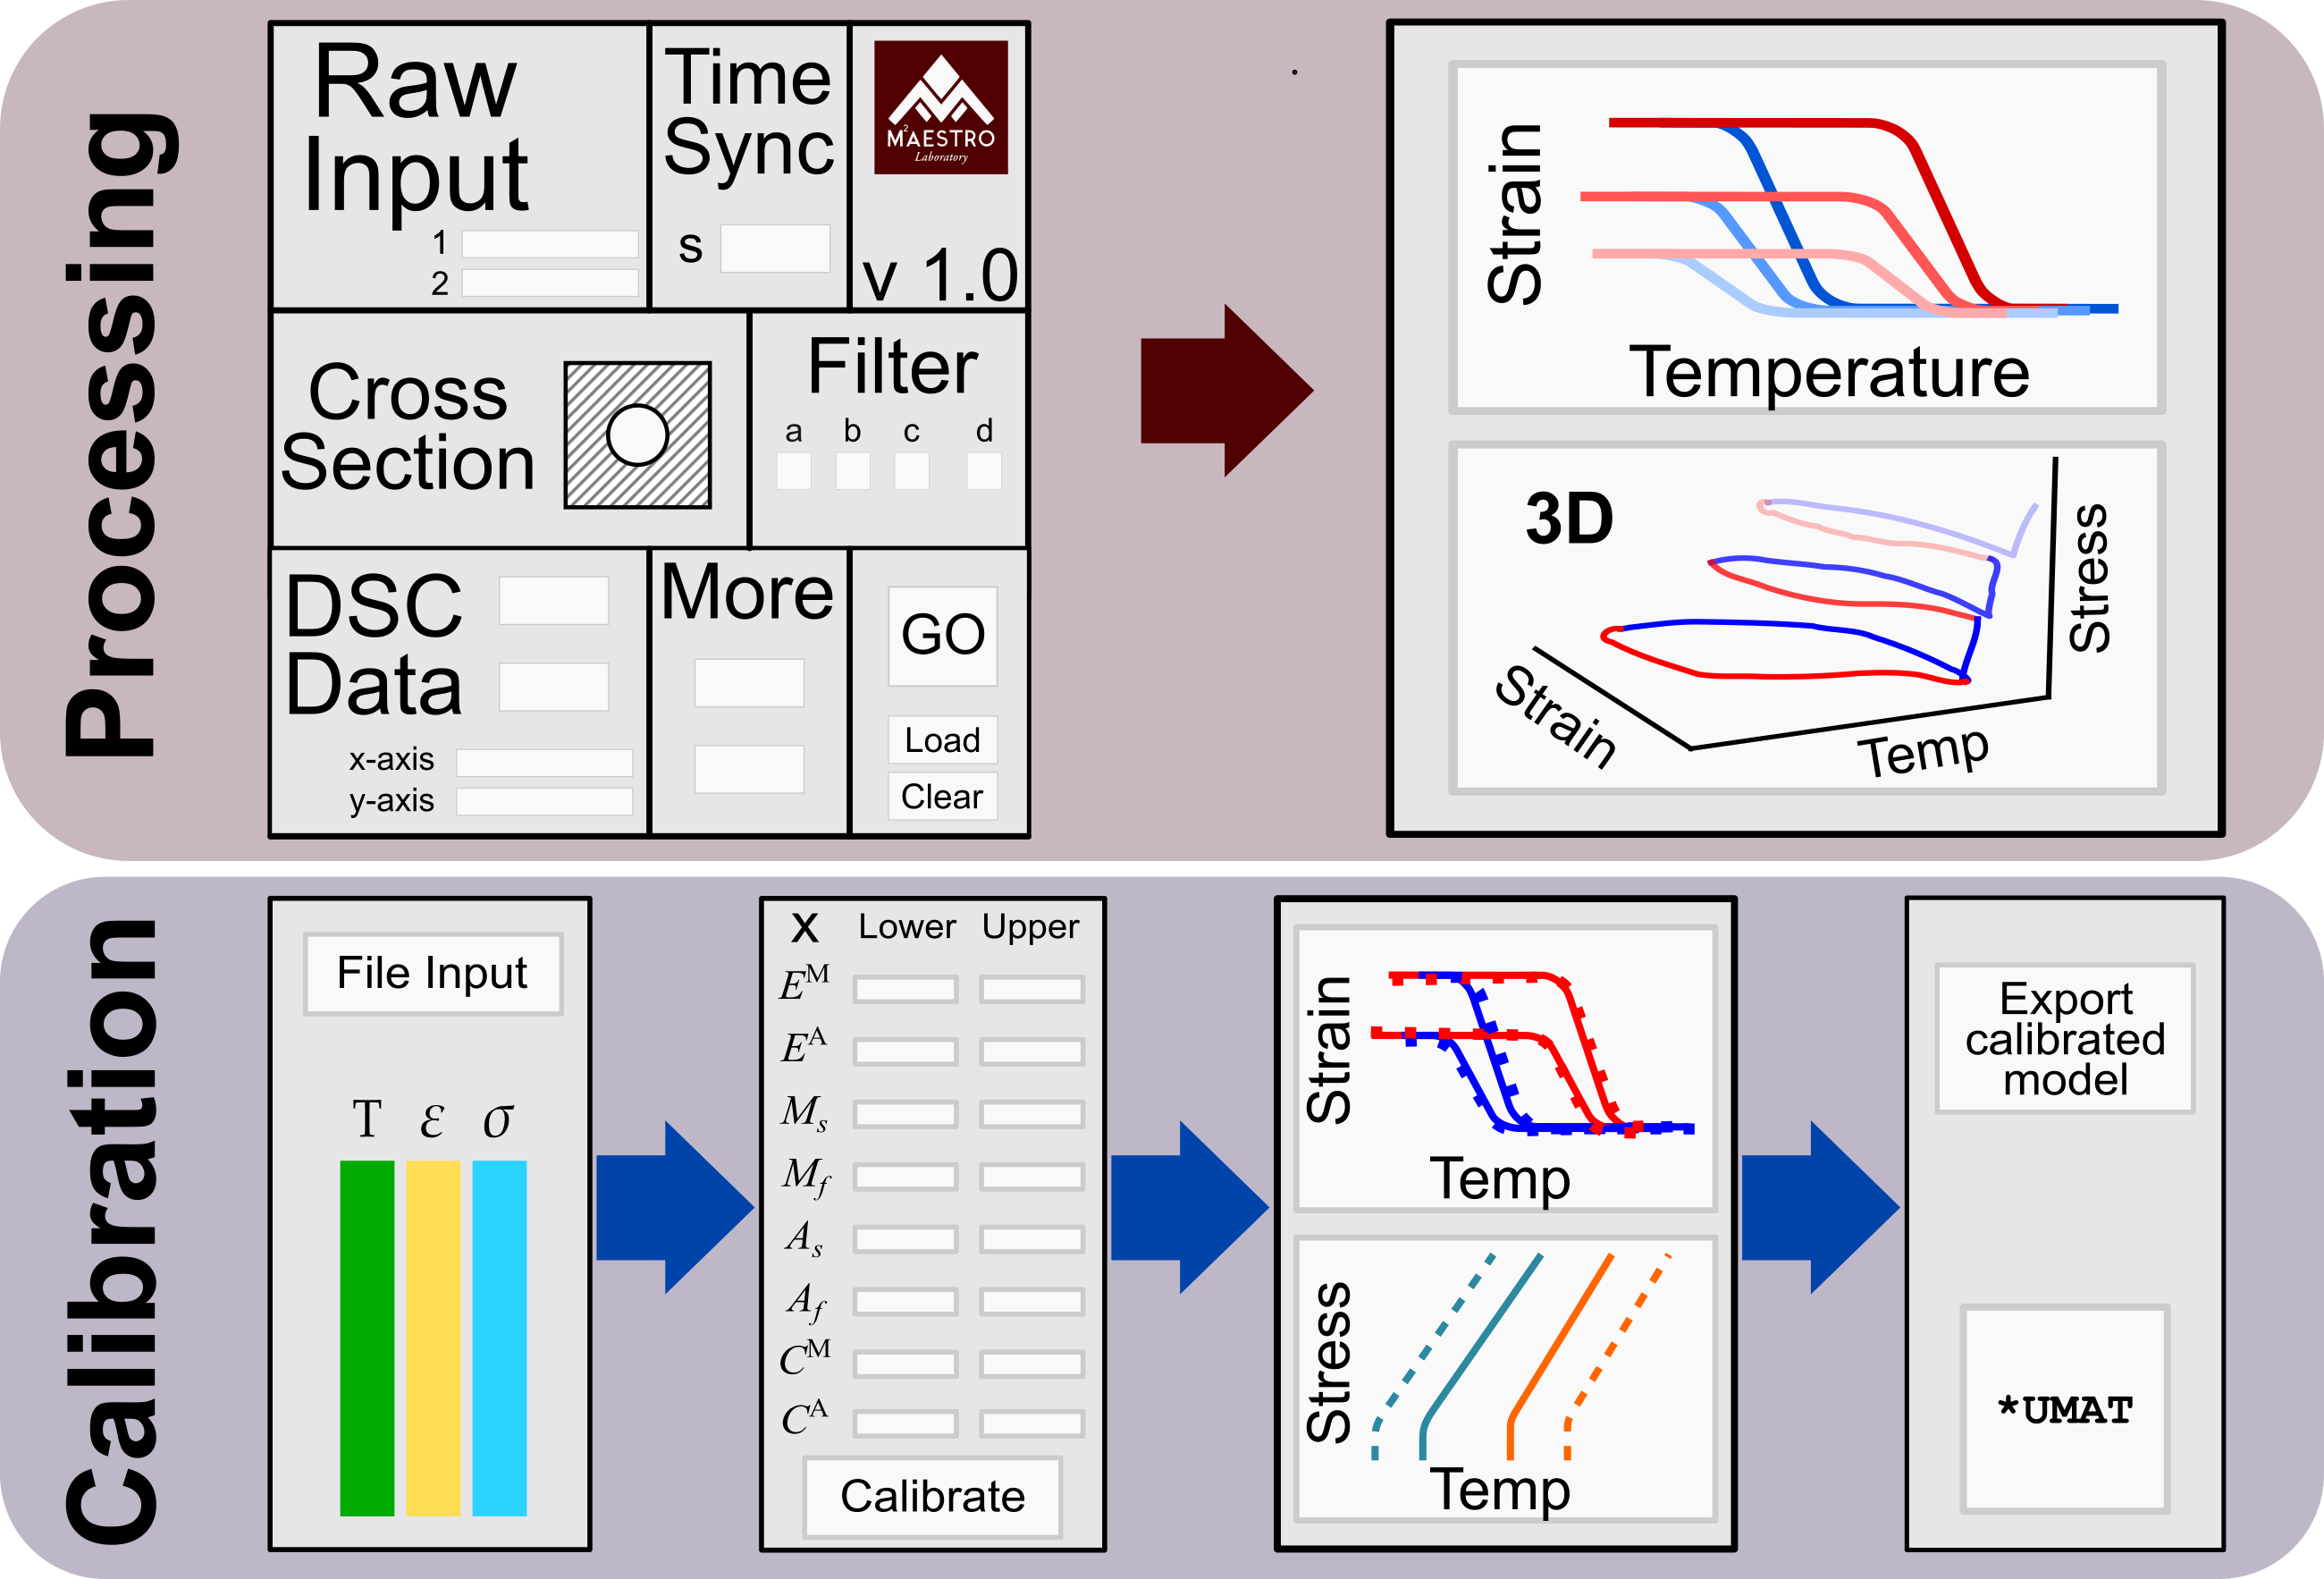 Processing
Raw
Input
1
2
Time
Sync
s
M²AESTRO
Laboratory
v 1.0
Cross
Section
Filter
a b c d
DSC
Data
x-axis
y-axis
More
GO
Load
Clear
Strain
Temperature
3D
Stress
Strain
Temp
Calibration
File Input
T ε σ
X Lower Upper
E^M
E^A
M_s
M_f
A_s
A_f
C^M
C^A
Calibrate
Strain
Temp
Stress
Temp
Export
calibrated
model
*UMAT